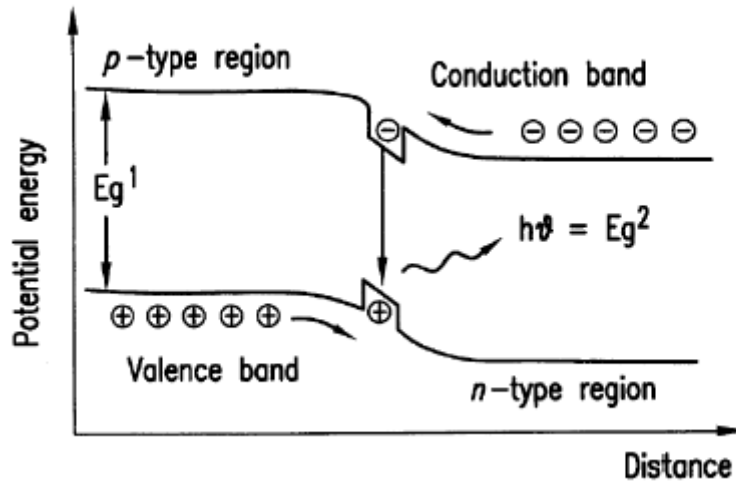 p-type region
Conduction band
⊖
⊖ ⊖ ⊖ ⊖ ⊖
Eg¹
hϑ = Eg²
⊕ ⊕ ⊕ ⊕ ⊕
⊕
Valence band
n-type region
Potential energy
Distance